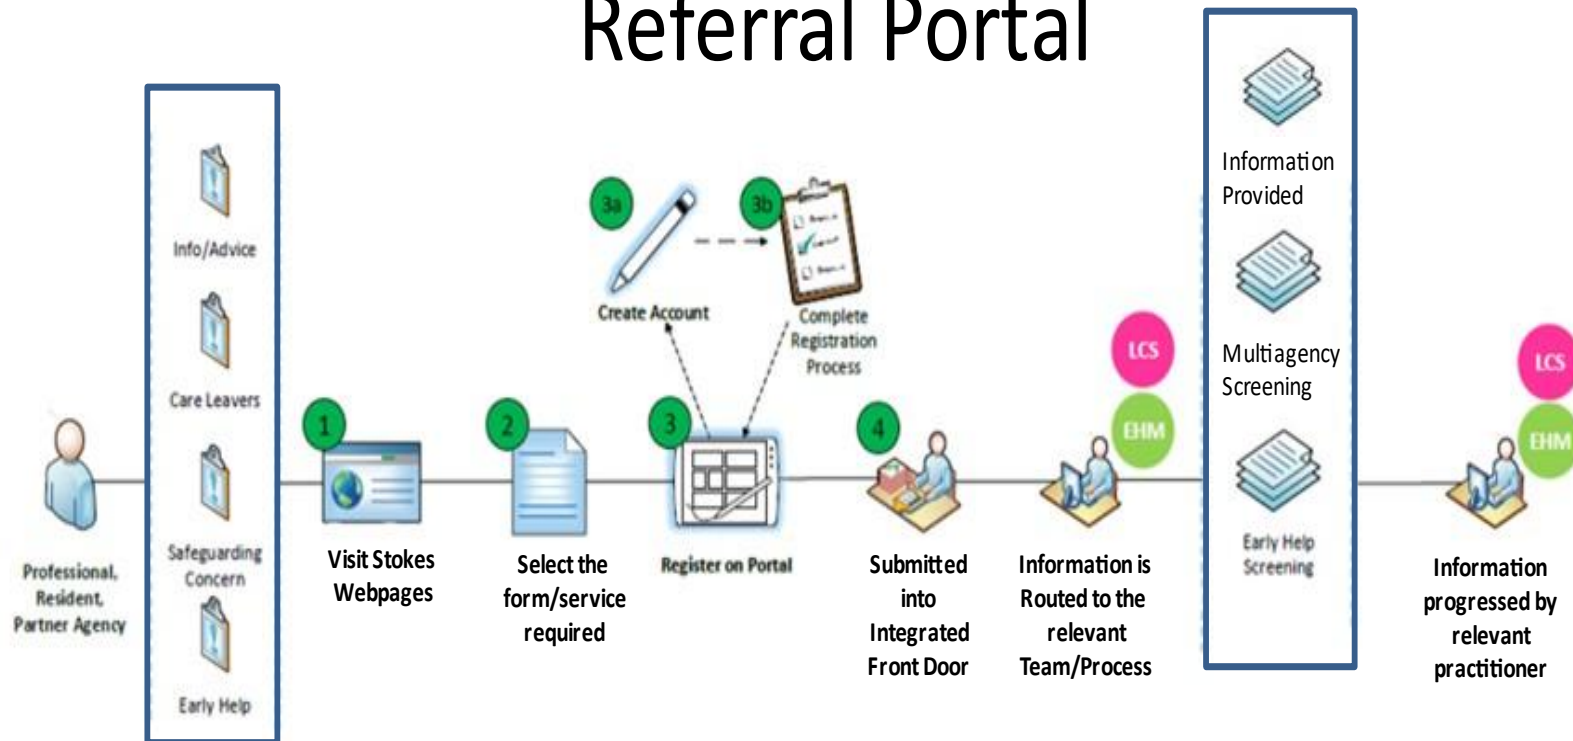 Referral Portal
Professional,
Resident,
Partner Agency
Info/Advice
Care Leavers
Safeguarding
Concern
Early Help
1
Visit Stokes
Webpages
2
Select the
form/service
required
3
Register on Portal
3a
Create Account
3b
Complete
Registration
Process
4
Submitted
into
Integrated
Front Door
LCS
EHM
Information is
Routed to the
relevant
Team/Process
Information
Provided
Multiagency
Screening
Early Help
Screening
LCS
EHM
Information
progressed by
relevant
practitioner